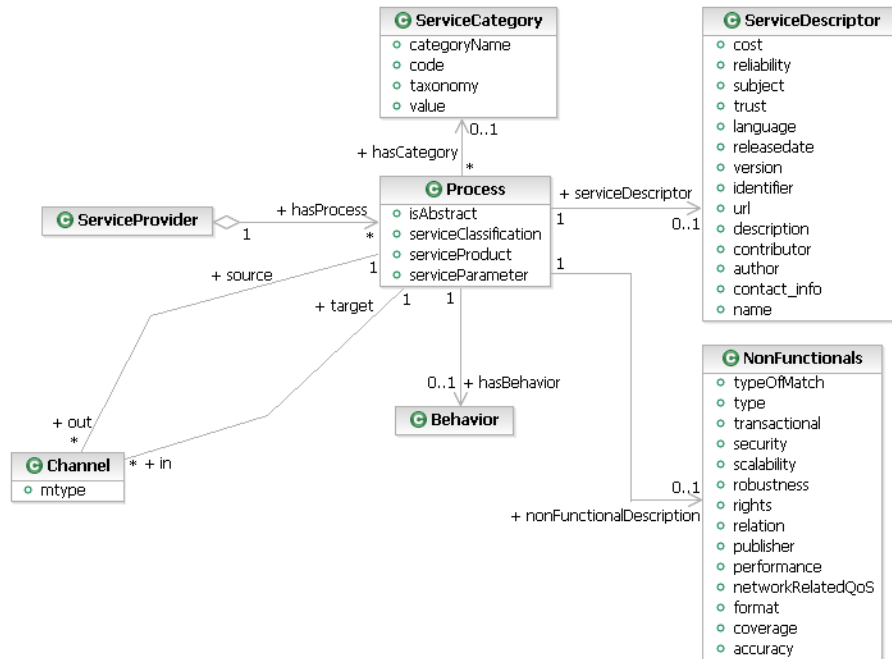 ServiceCategory
categoryName
code
taxonomy
value
ServiceDescriptor
cost
reliability
subject
trust
language
releasedate
version
identifier
url
description
contributor
author
contact_info
name
0..1
+ hasCategory
*
Process
isAbstract
serviceClassification
serviceProduct
serviceParameter
+ serviceDescriptor
1
0..1
ServiceProvider
+ hasProcess
1
*
+ source
1
+ target
1
1
1
0..1 + hasBehavior
Behavior
+ out
*
Channel
mtype
* + in
0..1
+ nonFunctionalDescription
NonFunctionals
typeOfMatch
type
transactional
security
scalability
robustness
rights
relation
publisher
performance
networkRelatedQoS
format
coverage
accuracy